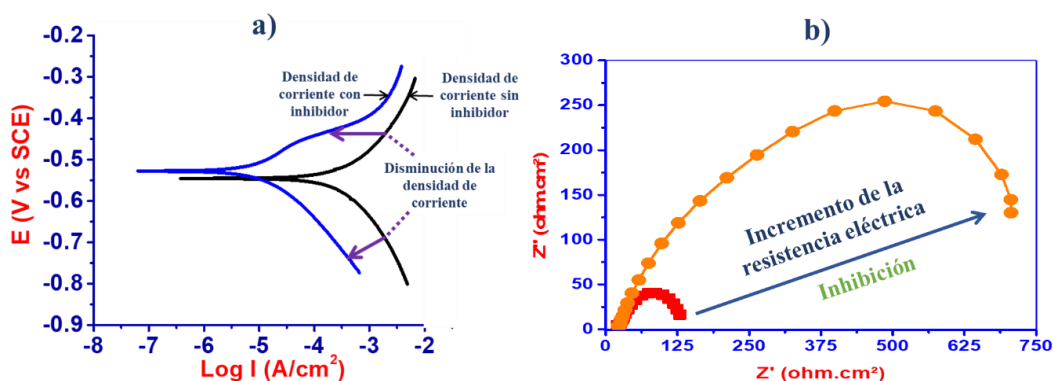 a)
-0.2
-0.3
-0.4
-0.5
-0.6
-0.7
-0.8
-0.9
E (V vs SCE)
Densidad de
corriente con
inhibidor
Densidad de
corriente sin
inhibidor
Disminución de la
densidad de
corriente
-8 -7 -6 -5 -4 -3 -2 -1
Log I (A/cm²)
b)
300
250
200
150
100
50
0
Z' (ohm.cm²)
Incremento de la
resistencia eléctrica
Inhibición
0 125 250 375 500 625 750
Z' (ohm.cm²)